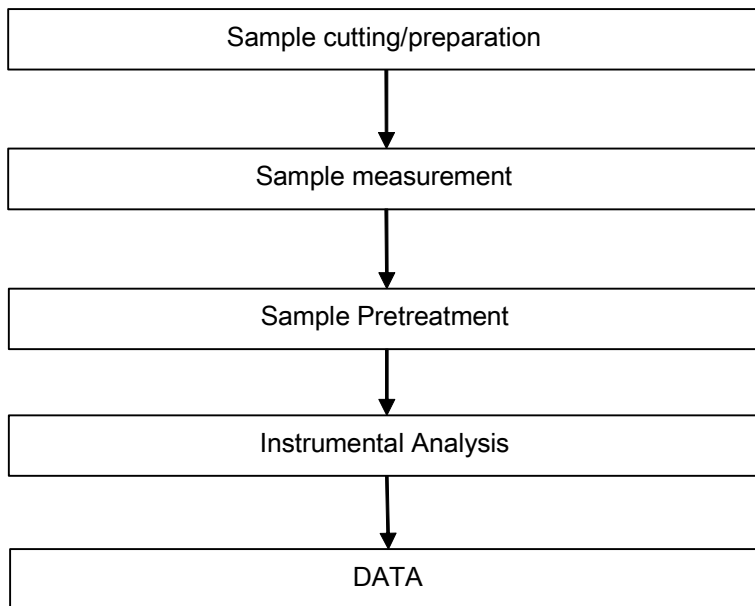 Sample cutting/preparation
Sample measurement
Sample Pretreatment
Instrumental Analysis
DATA